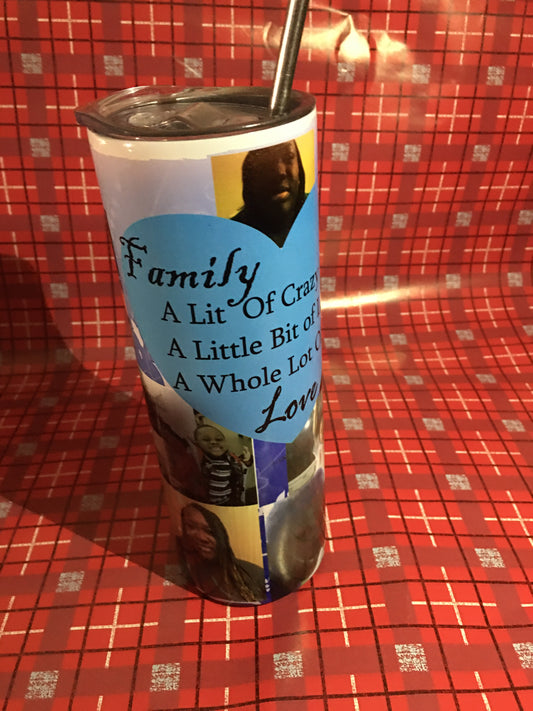 Family
A Lit Of Crazy
A Little Bit of
A Whole Lot
Love